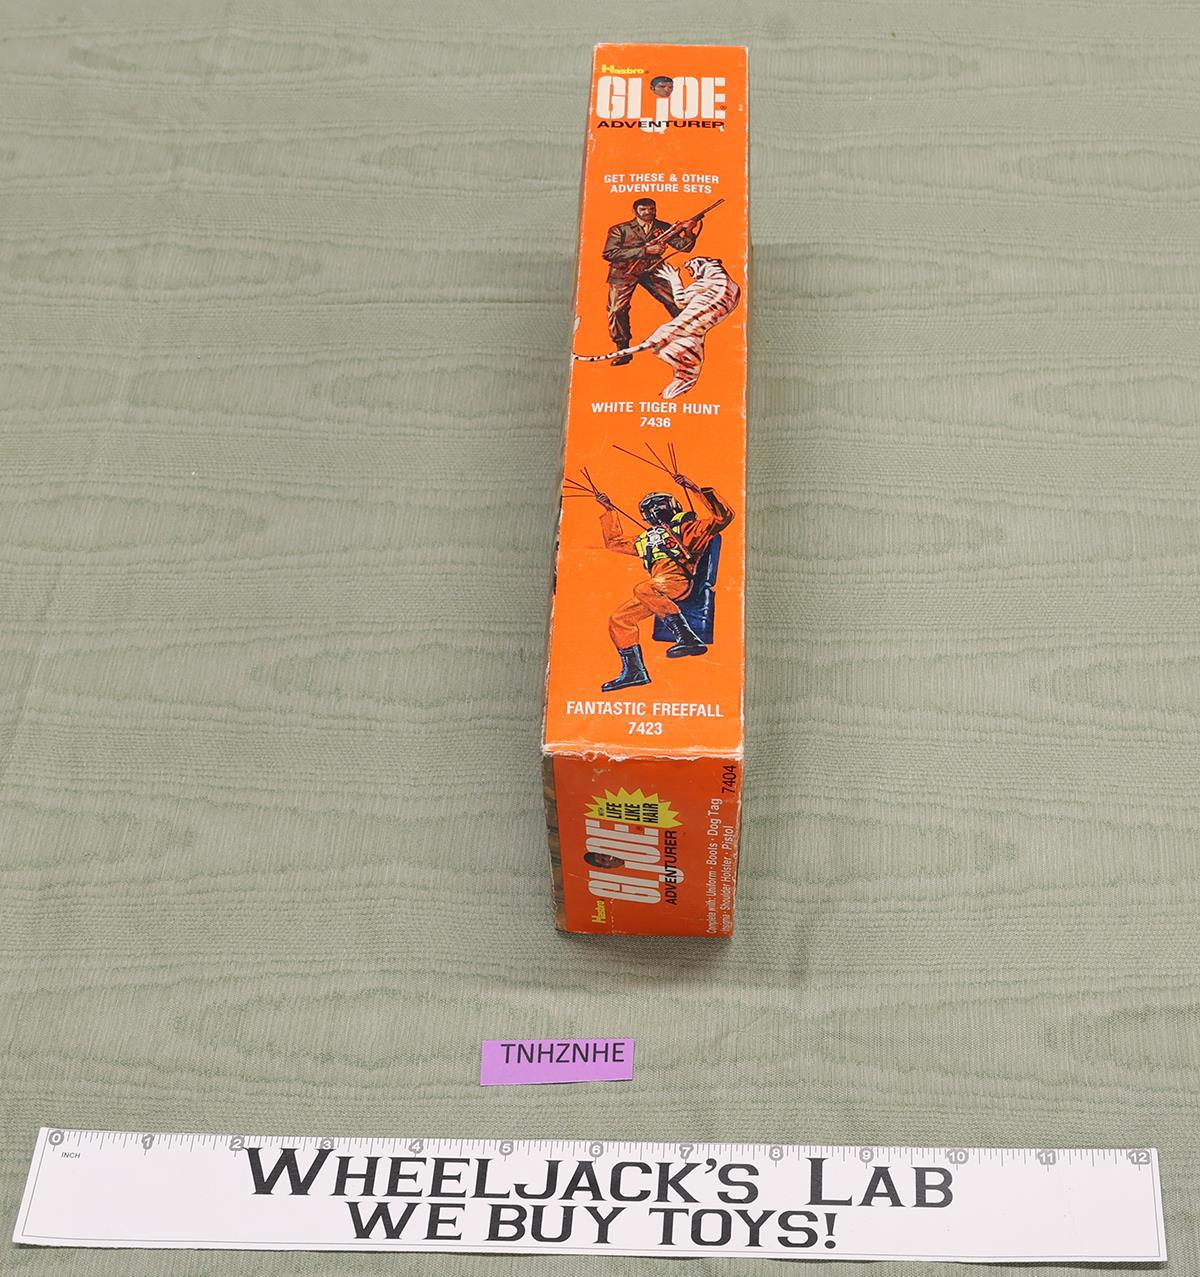 Hasbro®
GI JOE®
ADVENTURER
GET THESE & OTHER
ADVENTURE SETS
WHITE TIGER HUNT
7436
FANTASTIC FREEFALL
7423
Hasbro
GI JOE®
ADVENTURER
WITH
LIFE
LIKE
HAIR
Complete with: Uniform • Boots • Dog Tag
Insignia • Shoulder Holster • Pistol
7404
TNHZNHE
0 1 2 3 4 5 6 7 8 9 10 11 12
INCH
WHEELJACK'S LAB
WE BUY TOYS!